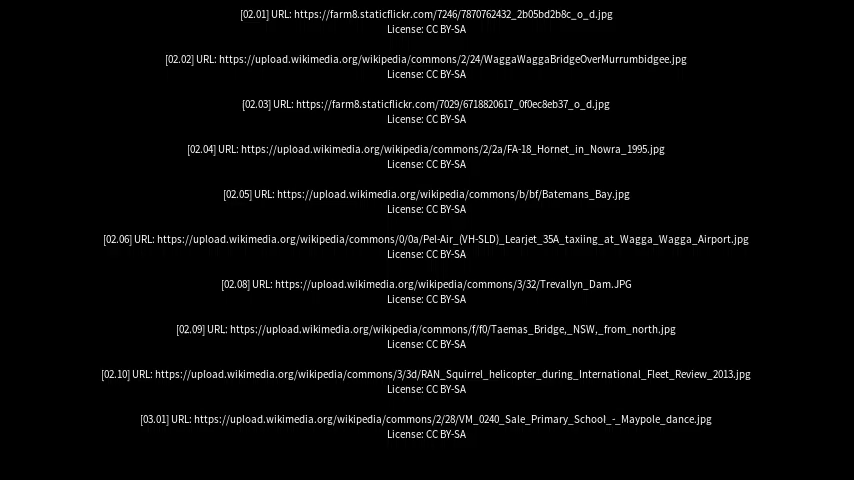 [02.01] URL: https://farm8.staticflickr.com/7246/7870762432_2b05bd2b8c_o_d.jpg
License: CC BY-SA
[02.02] URL: https://upload.wikimedia.org/wikipedia/commons/2/24/WaggaWaggaBridgeOverMurrumbidgee.jpg
License: CC BY-SA
[02.03] URL: https://farm8.staticflickr.com/7029/6718820617_0f0ec8eb37_o_d.jpg
License: CC BY-SA
[02.04] URL: https://upload.wikimedia.org/wikipedia/commons/2/2a/FA-18_Hornet_in_Nowra_1995.jpg
License: CC BY-SA
[02.05] URL: https://upload.wikimedia.org/wikipedia/commons/b/bf/Batemans_Bay.jpg
License: CC BY-SA
[02.06] URL: https://upload.wikimedia.org/wikipedia/commons/0/0a/Pel-Air_(VH-SLD)_Learjet_35A_taxiing_at_Wagga_Wagga_Airport.jpg
License: CC BY-SA
[02.08] URL: https://upload.wikimedia.org/wikipedia/commons/3/32/Trevallyn_Dam.JPG
License: CC BY-SA
[02.09] URL: https://upload.wikimedia.org/wikipedia/commons/f/f0/Taemas_Bridge,_NSW,_from_north.jpg
License: CC BY-SA
[02.10] URL: https://upload.wikimedia.org/wikipedia/commons/3/3d/RAN_Squirrel_helicopter_during_International_Fleet_Review_2013.jpg
License: CC BY-SA
[03.01] URL: https://upload.wikimedia.org/wikipedia/commons/2/28/VM_0240_Sale_Primary_School_-_Maypole_dance.jpg
License: CC BY-SA